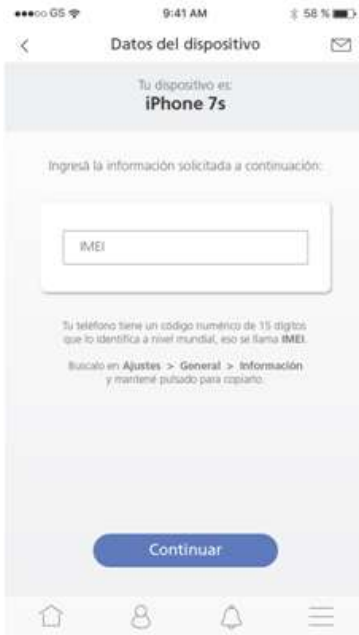 GS 9:41 AM 58 %
Datos del dispositivo
Tu dispositivo es:
iPhone 7s
Ingresá la información solicitada a continuación:
IMEI
Tu teléfono tiene un código numérico de 15 dígitos
que lo identifica a nivel mundial, eso se llama IMEI.
Buscalo en Ajustes > General > Información
y mantené pulsado para copiarlo.
Continuar